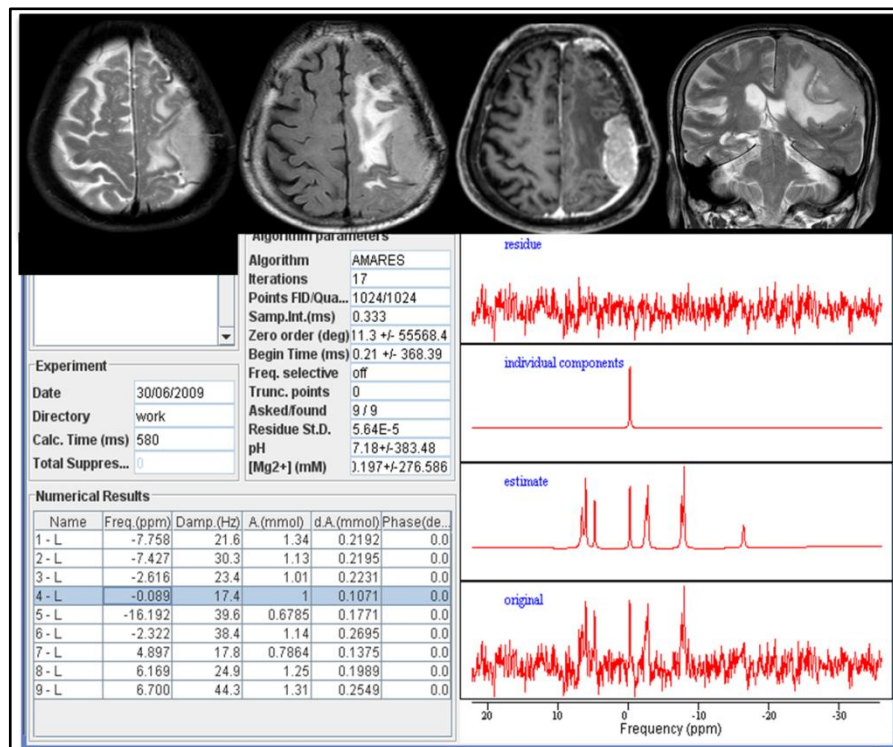 Algorithm parameters
Algorithm AMARES
Iterations 17
Points FID/Qua... 1024/1024
Samp.Int.(ms) 0.333
Zero order (deg) 11.3 +/- 55568.4
Begin Time (ms) 0.21 +/- 368.39
Freq. selective off
Trunc. points 0
Asked/found 9 / 9
Residue St.D. 5.64E-5
pH 7.18+/-383.48
[Mg2+] (mM) 0.197+/-276.586
Experiment
Date 30/06/2009
Directory work
Calc. Time (ms) 580
Total Suppres... 0
Numerical Results
Name Freq.(ppm) Damp.(Hz) A.(mmol) d.A.(mmol) Phase(de...
1 - L -7.758 21.6 1.34 0.2192 0.0
2 - L -7.427 30.3 1.13 0.2195 0.0
3 - L -2.616 23.4 1.01 0.2231 0.0
4 - L -0.089 17.4 1 0.1071 0.0
5 - L -16.192 39.6 0.6785 0.1771 0.0
6 - L -2.322 38.4 1.14 0.2695 0.0
7 - L 4.897 17.8 0.7864 0.1375 0.0
8 - L 6.169 24.9 1.25 0.1989 0.0
9 - L 6.700 44.3 1.31 0.2549 0.0
residue
individual components
estimate
original
20 10 0 -10 -20 -30
Frequency (ppm)